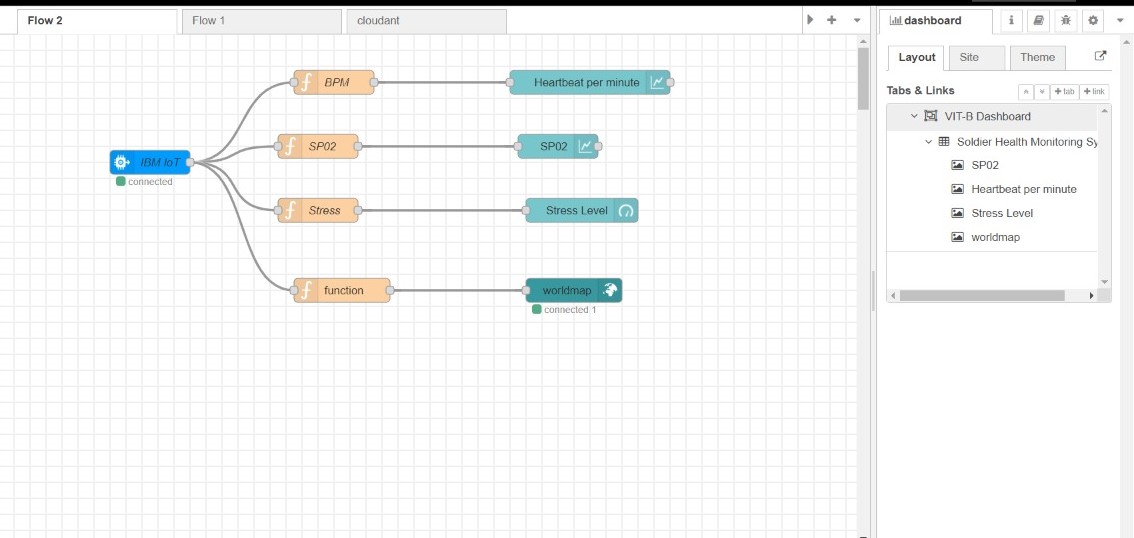 Flow 2
Flow 1
cloudant
BPM
Heartbeat per minute
SP02
SP02
IBM IoT
connected
Stress
Stress Level
function
worldmap
connected 1
dashboard
Layout
Site
Theme
Tabs & Links
tab
link
VIT-B Dashboard
Soldier Health Monitoring Sy
SP02
Heartbeat per minute
Stress Level
worldmap